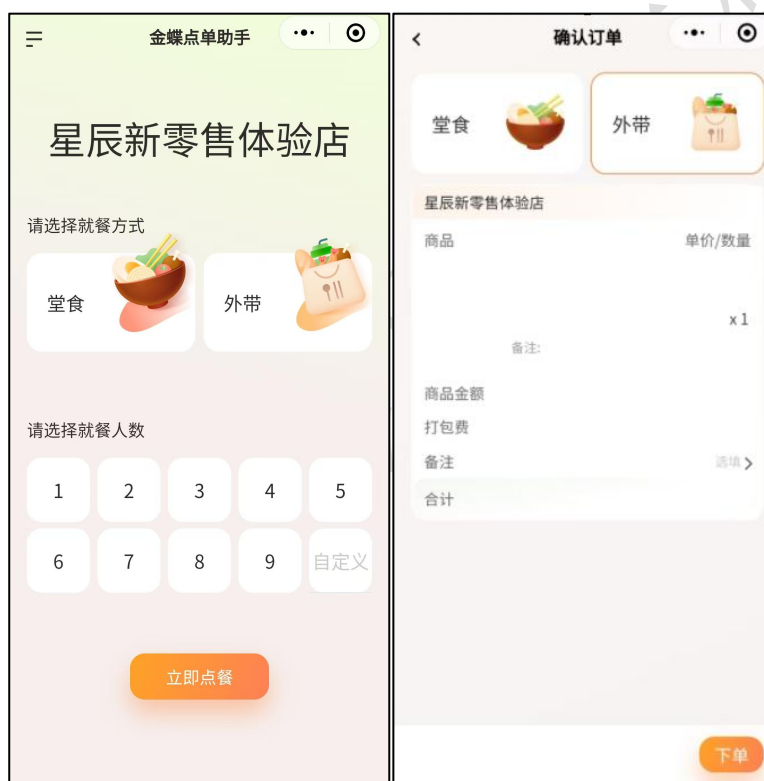 金蝶点单助手
星辰新零售体验店
请选择就餐方式
堂食
外带
请选择就餐人数
1 2 3 4 5
6 7 8 9 自定义
立即点餐
确认订单
堂食
外带
星辰新零售体验店
商品 单价/数量
x 1
备注:
商品金额
打包费
备注 选填
合计
下单